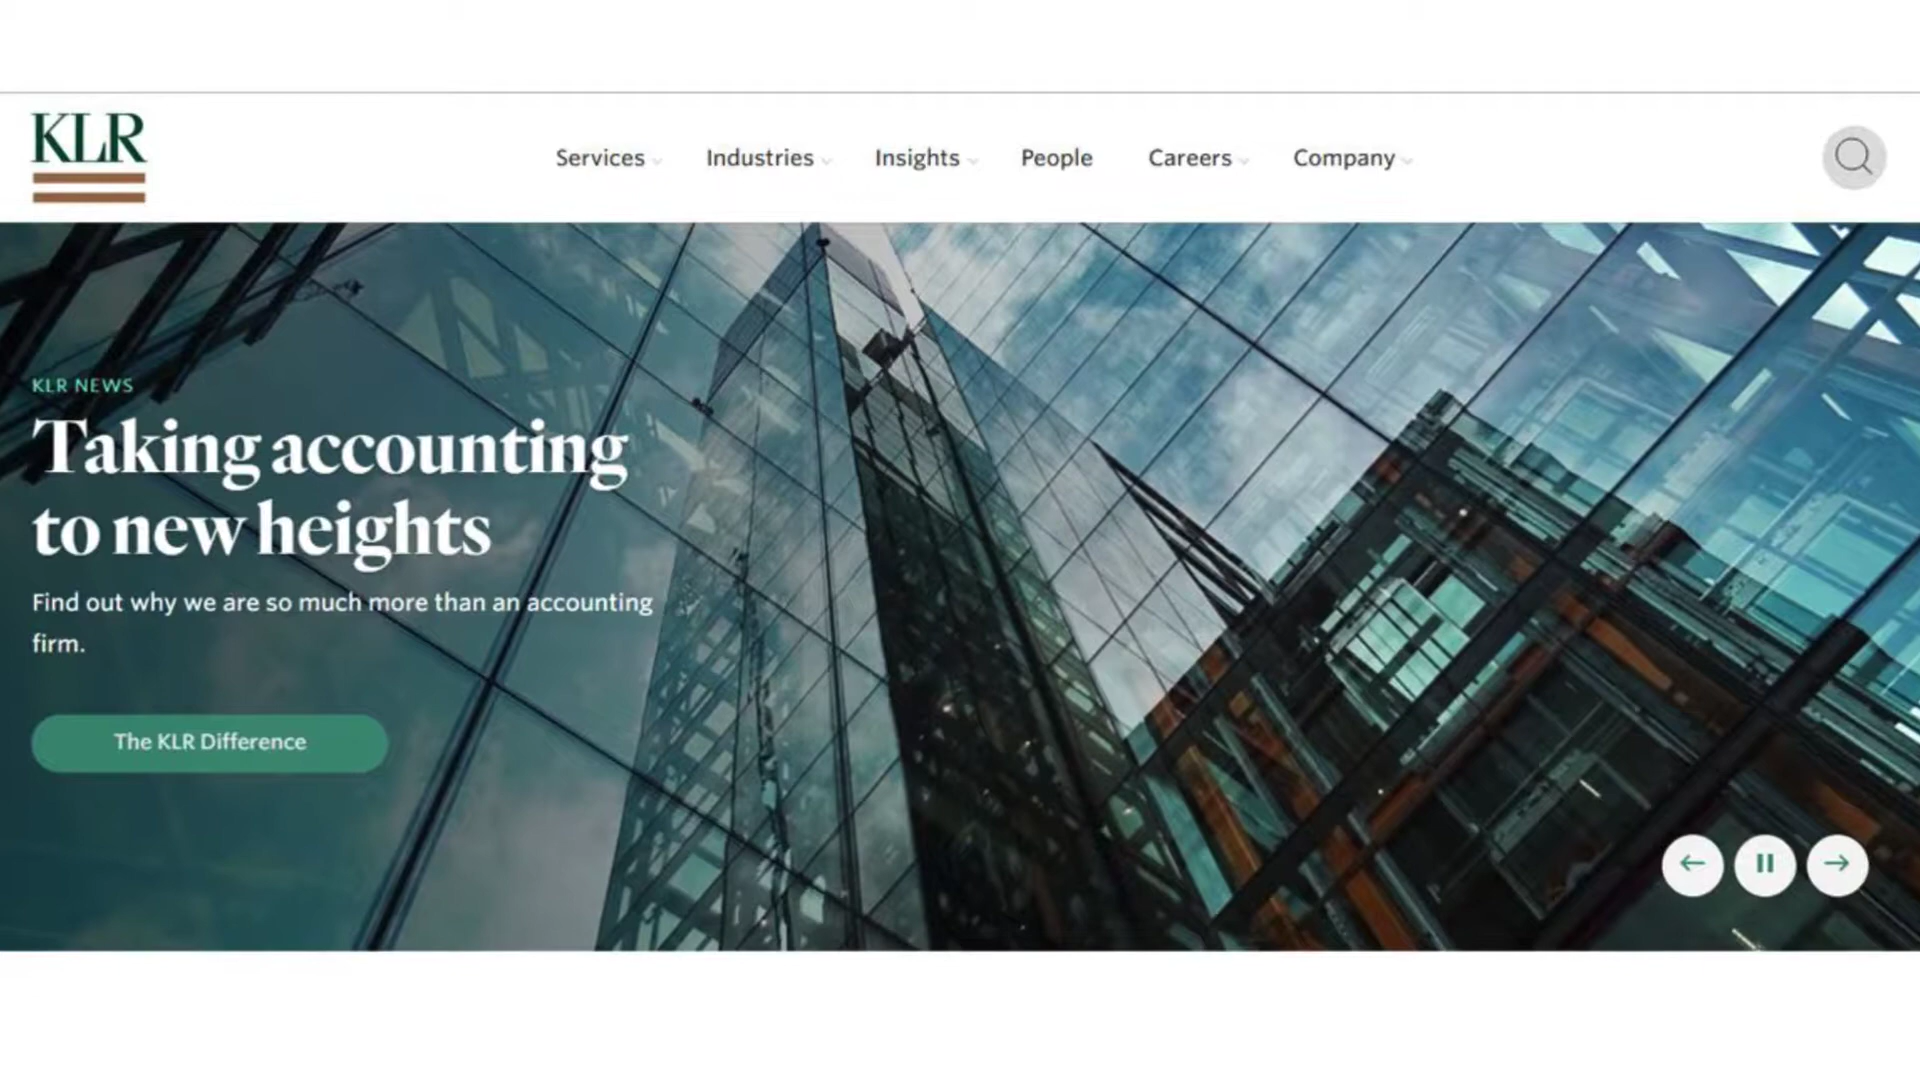 KLR
Services
Industries
Insights
People
Careers
Company
KLR NEWS
Taking accounting
to new heights
Find out why we are so much more than an accounting
firm.
The KLR Difference